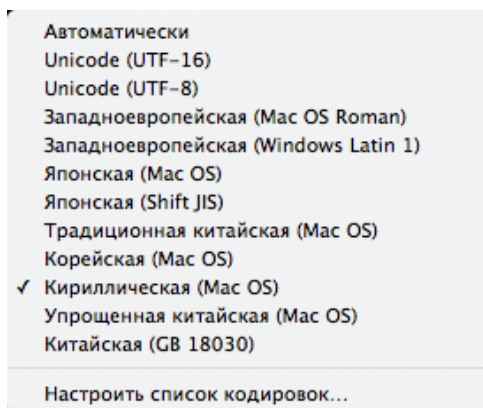 Автоматически
Unicode (UTF-16)
Unicode (UTF-8)
Западноевропейская (Mac OS Roman)
Западноевропейская (Windows Latin 1)
Японская (Mac OS)
Японская (Shift JIS)
Традиционная китайская (Mac OS)
Корейская (Mac OS)
✓ Кириллическая (Mac OS)
Упрощенная китайская (Mac OS)
Китайская (GB 18030)
Настроить список кодировок...